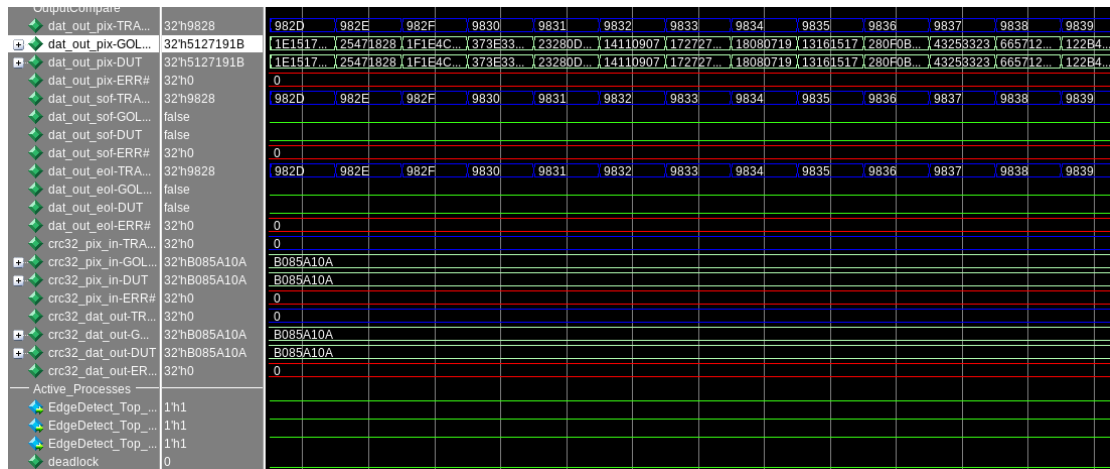 OutputCompare
dat_out_pix-TRA... 32'h9828 982D 982E 982F 9830 9831 9832 9833 9834 9835 9836 9837 9838 9839
dat_out_pix-GOL... 32'h5127191B 1E1517... 25471828 1F1E4C... 373E33... 23280D... 14110907 172727... 18080719 13161517 280F0B... 43253323 665712... 122B4...
dat_out_pix-DUT 32'h5127191B 1E1517... 25471828 1F1E4C... 373E33... 23280D... 14110907 172727... 18080719 13161517 280F0B... 43253323 665712... 122B4...
dat_out_pix-ERR# 32'h0 0
dat_out_sof-TRA... 32'h9828 982D 982E 982F 9830 9831 9832 9833 9834 9835 9836 9837 9838 9839
dat_out_sof-GOL... false
dat_out_sof-DUT false
dat_out_sof-ERR# 32'h0 0
dat_out_eol-TRA... 32'h9828 982D 982E 982F 9830 9831 9832 9833 9834 9835 9836 9837 9838 9839
dat_out_eol-GOL... false
dat_out_eol-DUT false
dat_out_eol-ERR# 32'h0 0
crc32_pix_in-TRA... 32'h0 0
crc32_pix_in-GOL... 32'hB085A10A B085A10A
crc32_pix_in-DUT 32'hB085A10A B085A10A
crc32_pix_in-ERR# 32'h0 0
crc32_dat_out-TR... 32'h0 0
crc32_dat_out-G... 32'hB085A10A B085A10A
crc32_dat_out-DUT 32'hB085A10A B085A10A
crc32_dat_out-ER... 32'h0 0
Active_Processes
EdgeDetect_Top_... 1'h1
EdgeDetect_Top_... 1'h1
EdgeDetect_Top_... 1'h1
deadlock 0